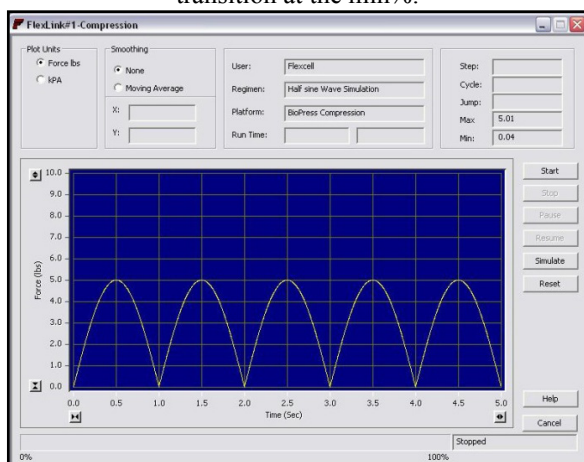 transition at the min%.
FlexLink#1-Compression
Plot Units
Force lbs
kPA
Smoothing
None
Moving Average
X:
Y:
User: Flexcell
Regimen: Half sine Wave Simulation
Platform: BioPress Compression
Run Time:
Step:
Cycle:
Jump:
Max 5.01
Min: 0.04
Start
Stop
Pause
Resume
Simulate
Reset
Help
Cancel
Force (lbs)
10.0
9.0
8.0
7.0
6.0
5.0
4.0
3.0
2.0
1.0
0.0
0.0 0.5 1.0 1.5 2.0 2.5 3.0 3.5 4.0 4.5 5.0
Time (Sec)
Stopped
0% 100%